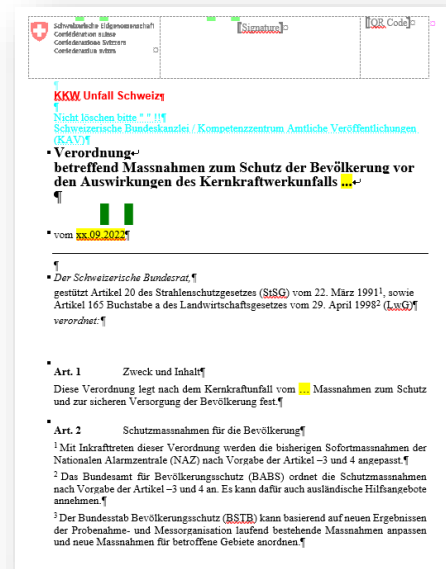 Schweizerische Eidgenossenschaft
Confédération suisse
Confederazione Svizzera
Confederaziun svizra
[Signature]
[QR Code]
KKW Unfall Schweiz¶
¶
Nicht löschen bitte " " !!¶
Schweizerische Bundeskanzlei / Kompetenzzentrum Amtliche Veröffentlichungen
(KAV)¶
Verordnung↵
betreffend Massnahmen zum Schutz der Bevölkerung vor
den Auswirkungen des Kernkraftwerkunfalls ...↵
¶
vom xx.09.2022¶
¶
Der Schweizerische Bundesrat,¶
gestützt Artikel 20 des Strahlenschutzgesetzes (StSG) vom 22. März 1991¹, sowie
Artikel 165 Buchstabe a des Landwirtschaftsgesetzes vom 29. April 1998² (LwG)¶
verordnet:¶
Art. 1 Zweck und Inhalt¶
Diese Verordnung legt nach dem Kernkraftunfall vom ... Massnahmen zum Schutz
und zur sicheren Versorgung der Bevölkerung fest.¶
Art. 2 Schutzmassnahmen für die Bevölkerung¶
¹ Mit Inkrafttreten dieser Verordnung werden die bisherigen Sofortmassnahmen der
Nationalen Alarmzentrale (NAZ) nach Vorgabe der Artikel –3 und 4 angepasst.¶
² Das Bundesamt für Bevölkerungsschutz (BABS) ordnet die Schutzmassnahmen
nach Vorgabe der Artikel –3 und 4 an. Es kann dafür auch ausländische Hilfsangebote
annehmen.¶
³ Der Bundesstab Bevölkerungsschutz (BSTB) kann basierend auf neuen Ergebnissen
der Probenahme- und Messorganisation laufend bestehende Massnahmen anpassen
und neue Massnahmen für betroffene Gebiete anordnen.¶